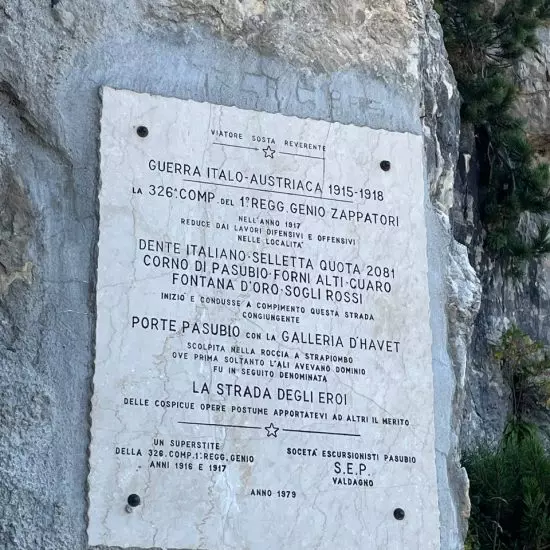 VIATORE SOSTA REVERENTE
GUERRA ITALO-AUSTRIACA 1915-1918
LA 326ª COMP. DEL 1º REGG. GENIO ZAPPATORI
NELL'ANNO 1917
REDUCE DAI LAVORI DIFENSIVI E OFFENSIVI
NELLE LOCALITA'
DENTE ITALIANO-SELLETTA QUOTA 2081
CORNO DI PASUBIO-FORNI ALTI-CUARO
FONTANA D'ORO-SOGLI ROSSI
INIZIO' E CONDUSSE A COMPIMENTO QUESTA STRADA
CONGIUNGENTE
PORTE PASUBIO CON LA GALLERIA D'HAVET
SCOLPITA NELLA ROCCIA A STRAPIOMBO
OVE PRIMA SOLTANTO L'ALI AVEVANO DOMINIO
FU IN SEGUITO DENOMINATA
LA STRADA DEGLI EROI
DELLE COSPICUE OPERE POSTUME APPORTATEVI AD ALTRI IL MERITO
UN SUPERSTITE
DELLA 326.COMP.1º REGG. GENIO
ANNI 1916 E 1917
SOCIETÀ ESCURSIONISTI PASUBIO
S.E.P.
VALDAGNO
ANNO 1979